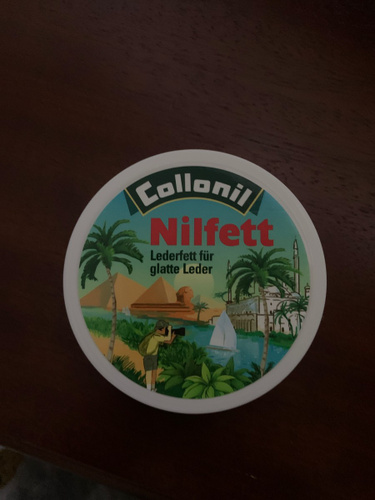 Collonil
Nilfett
Lederfett für
glatte Leder